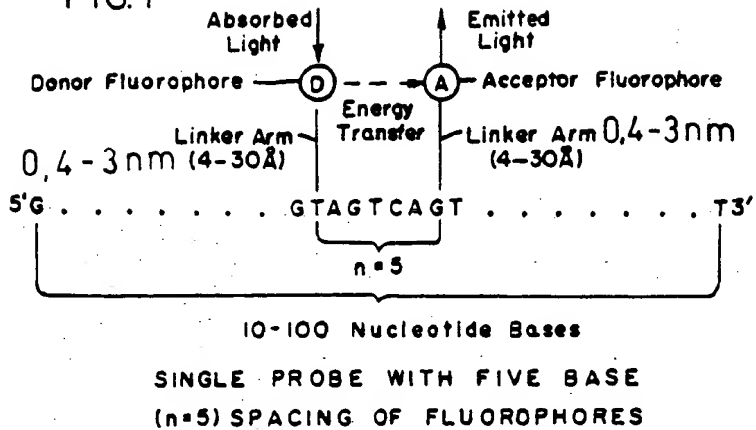 FIG. 1
Absorbed Light
Emitted Light
Donor Fluorophore
D
A
Acceptor Fluorophore
Energy Transfer
Linker Arm
0,4-3nm (4-30Å)
Linker Arm 0,4-3nm
(4-30Å)
5'G . . . . . . . G T A G T C A G T . . . . . . . T3'
n = 5
10-100 Nucleotide Bases
SINGLE PROBE WITH FIVE BASE
(n=5) SPACING OF FLUOROPHORES